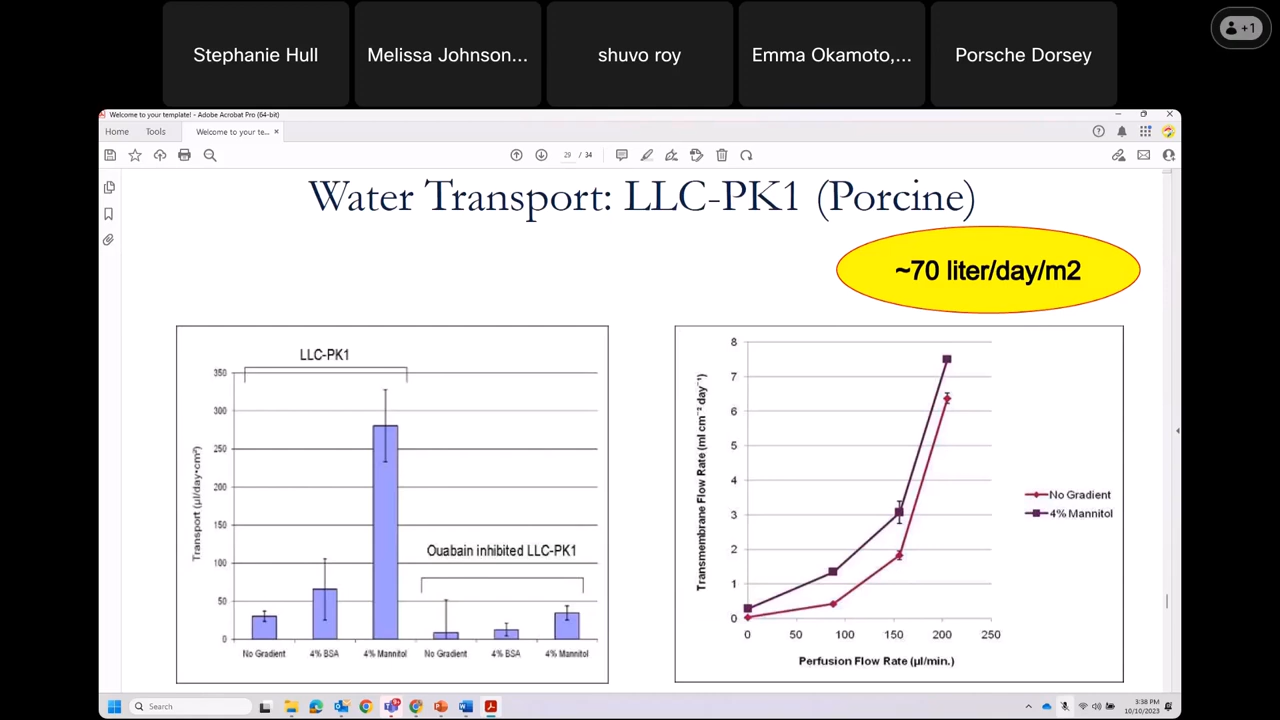 Stephanie Hull
Melissa Johnson...
shuvo roy
Emma Okamoto,...
Porsche Dorsey
+1
Welcome to your template! - Adobe Acrobat Pro (64-bit)
Home
Tools
Welcome to your te...
29 / 34
Water Transport: LLC-PK1 (Porcine)
~70 liter/day/m2
LLC-PK1
350
300
250
200
150
100
50
0
Transport (µl/day•cm²)
Ouabain inhibited LLC-PK1
No Gradient
4% BSA
4% Mannitol
No Gradient
4% BSA
4% Mannitol
8
7
6
5
4
3
2
1
0
Transmembrane Flow Rate (ml cm⁻² day⁻¹)
0
50
100
150
200
250
Perfusion Flow Rate (µl/min.)
No Gradient
4% Mannitol
Search
3:38 PM
10/10/2023